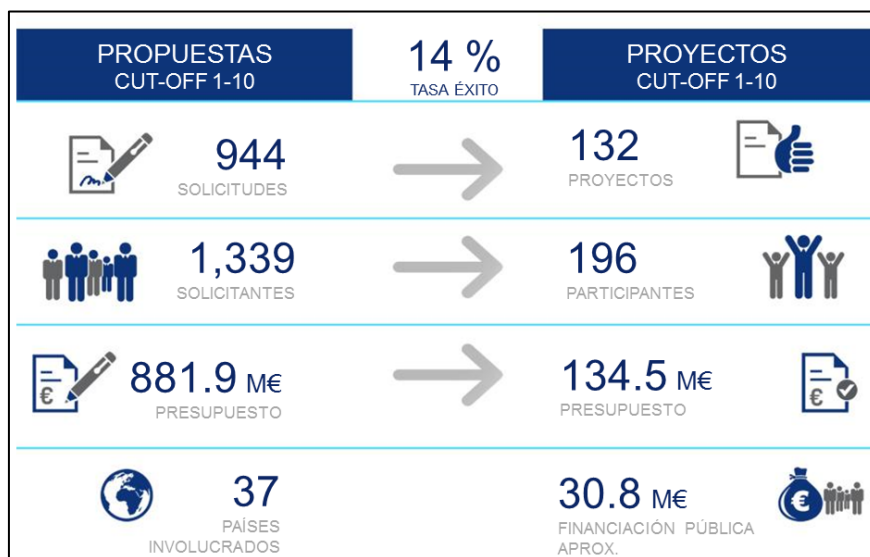 PROPUESTAS
CUT-OFF 1-10
14 %
TASA ÉXITO
PROYECTOS
CUT-OFF 1-10
944
SOLICITUDES
132
PROYECTOS
1,339
SOLICITANTES
196
PARTICIPANTES
€
881.9 M€
PRESUPUESTO
134.5 M€
PRESUPUESTO
€
37
PAÍSES
INVOLUCRADOS
30.8 M€
FINANCIACIÓN PÚBLICA
APROX.
€